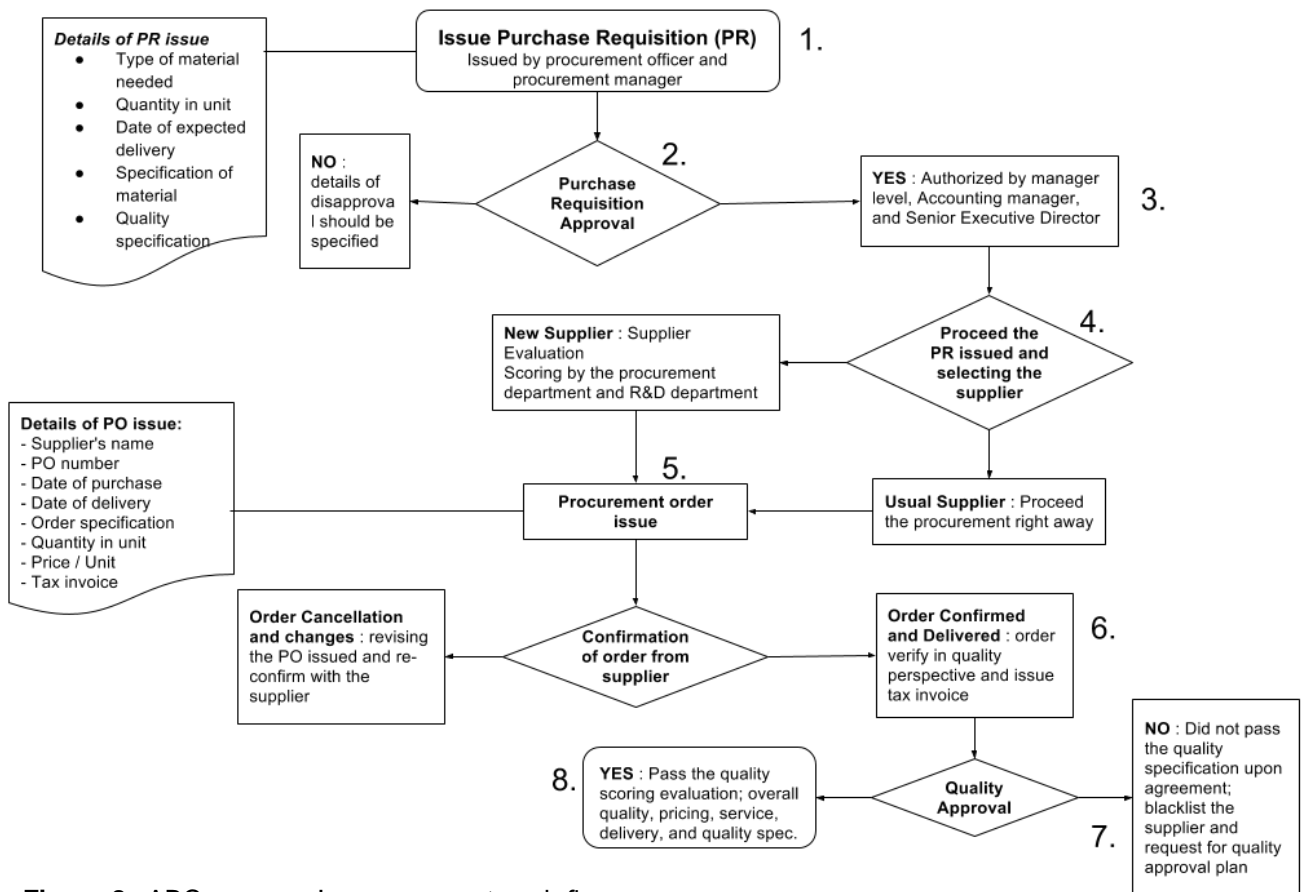 Issue Purchase Requisition (PR)
Issued by procurement officer and
procurement manager
1.
Details of PR issue
● Type of material
needed
● Quantity in unit
● Date of expected
delivery
● Specification of
material
● Quality
specification
2.
Purchase
Requisition
Approval
NO :
details of
disapprova
l should be
specified
YES : Authorized by manager
level, Accounting manager,
and Senior Executive Director
3.
4.
Proceed the
PR issued and
selecting the
supplier
New Supplier : Supplier
Evaluation
Scoring by the procurement
department and R&D department
Usual Supplier : Proceed
the procurement right away
5.
Procurement order
issue
Details of PO issue:
- Supplier's name
- PO number
- Date of purchase
- Date of delivery
- Order specification
- Quantity in unit
- Price / Unit
- Tax invoice
Confirmation
of order from
supplier
Order Cancellation
and changes : revising
the PO issued and re-
confirm with the
supplier
Order Confirmed
and Delivered : order
verify in quality
perspective and issue
tax invoice
6.
Quality
Approval
7.
NO : Did not pass
the quality
specification upon
agreement;
blacklist the
supplier and
request for quality
approval plan
8.
YES : Pass the quality
scoring evaluation; overall
quality, pricing, service,
delivery, and quality spec.